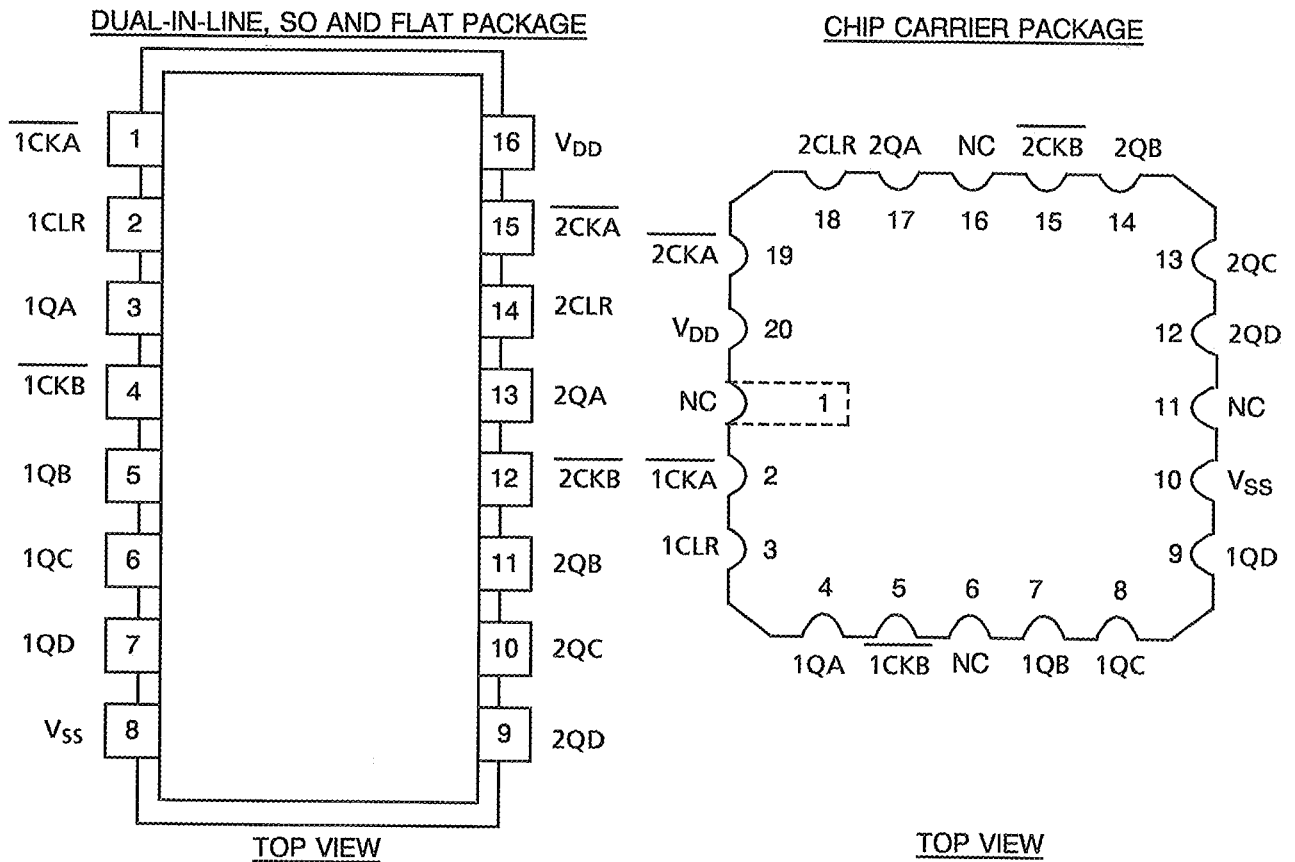 DUAL-IN-LINE, SO AND FLAT PACKAGE
1CKA 1 16 VDD
1CLR 2 15 2CKA
1QA 3 14 2CLR
1CKB 4 13 2QA
1QB 5 12 2CKB
1QC 6 11 2QB
1QD 7 10 2QC
VSS 8 9 2QD
TOP VIEW
CHIP CARRIER PACKAGE
2CLR 2QA NC 2CKB 2QB
18 17 16 15 14
2CKA 19 13 2QC
VDD 20 12 2QD
NC 1 11 NC
1CKA 2 10 VSS
1CLR 3 9 1QD
4 5 6 7 8
1QA 1CKB NC 1QB 1QC
TOP VIEW